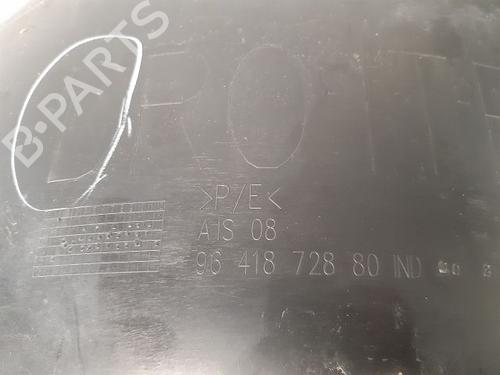 B-PARTS
>P/E<
AIS 08
96 418 728 80 IND